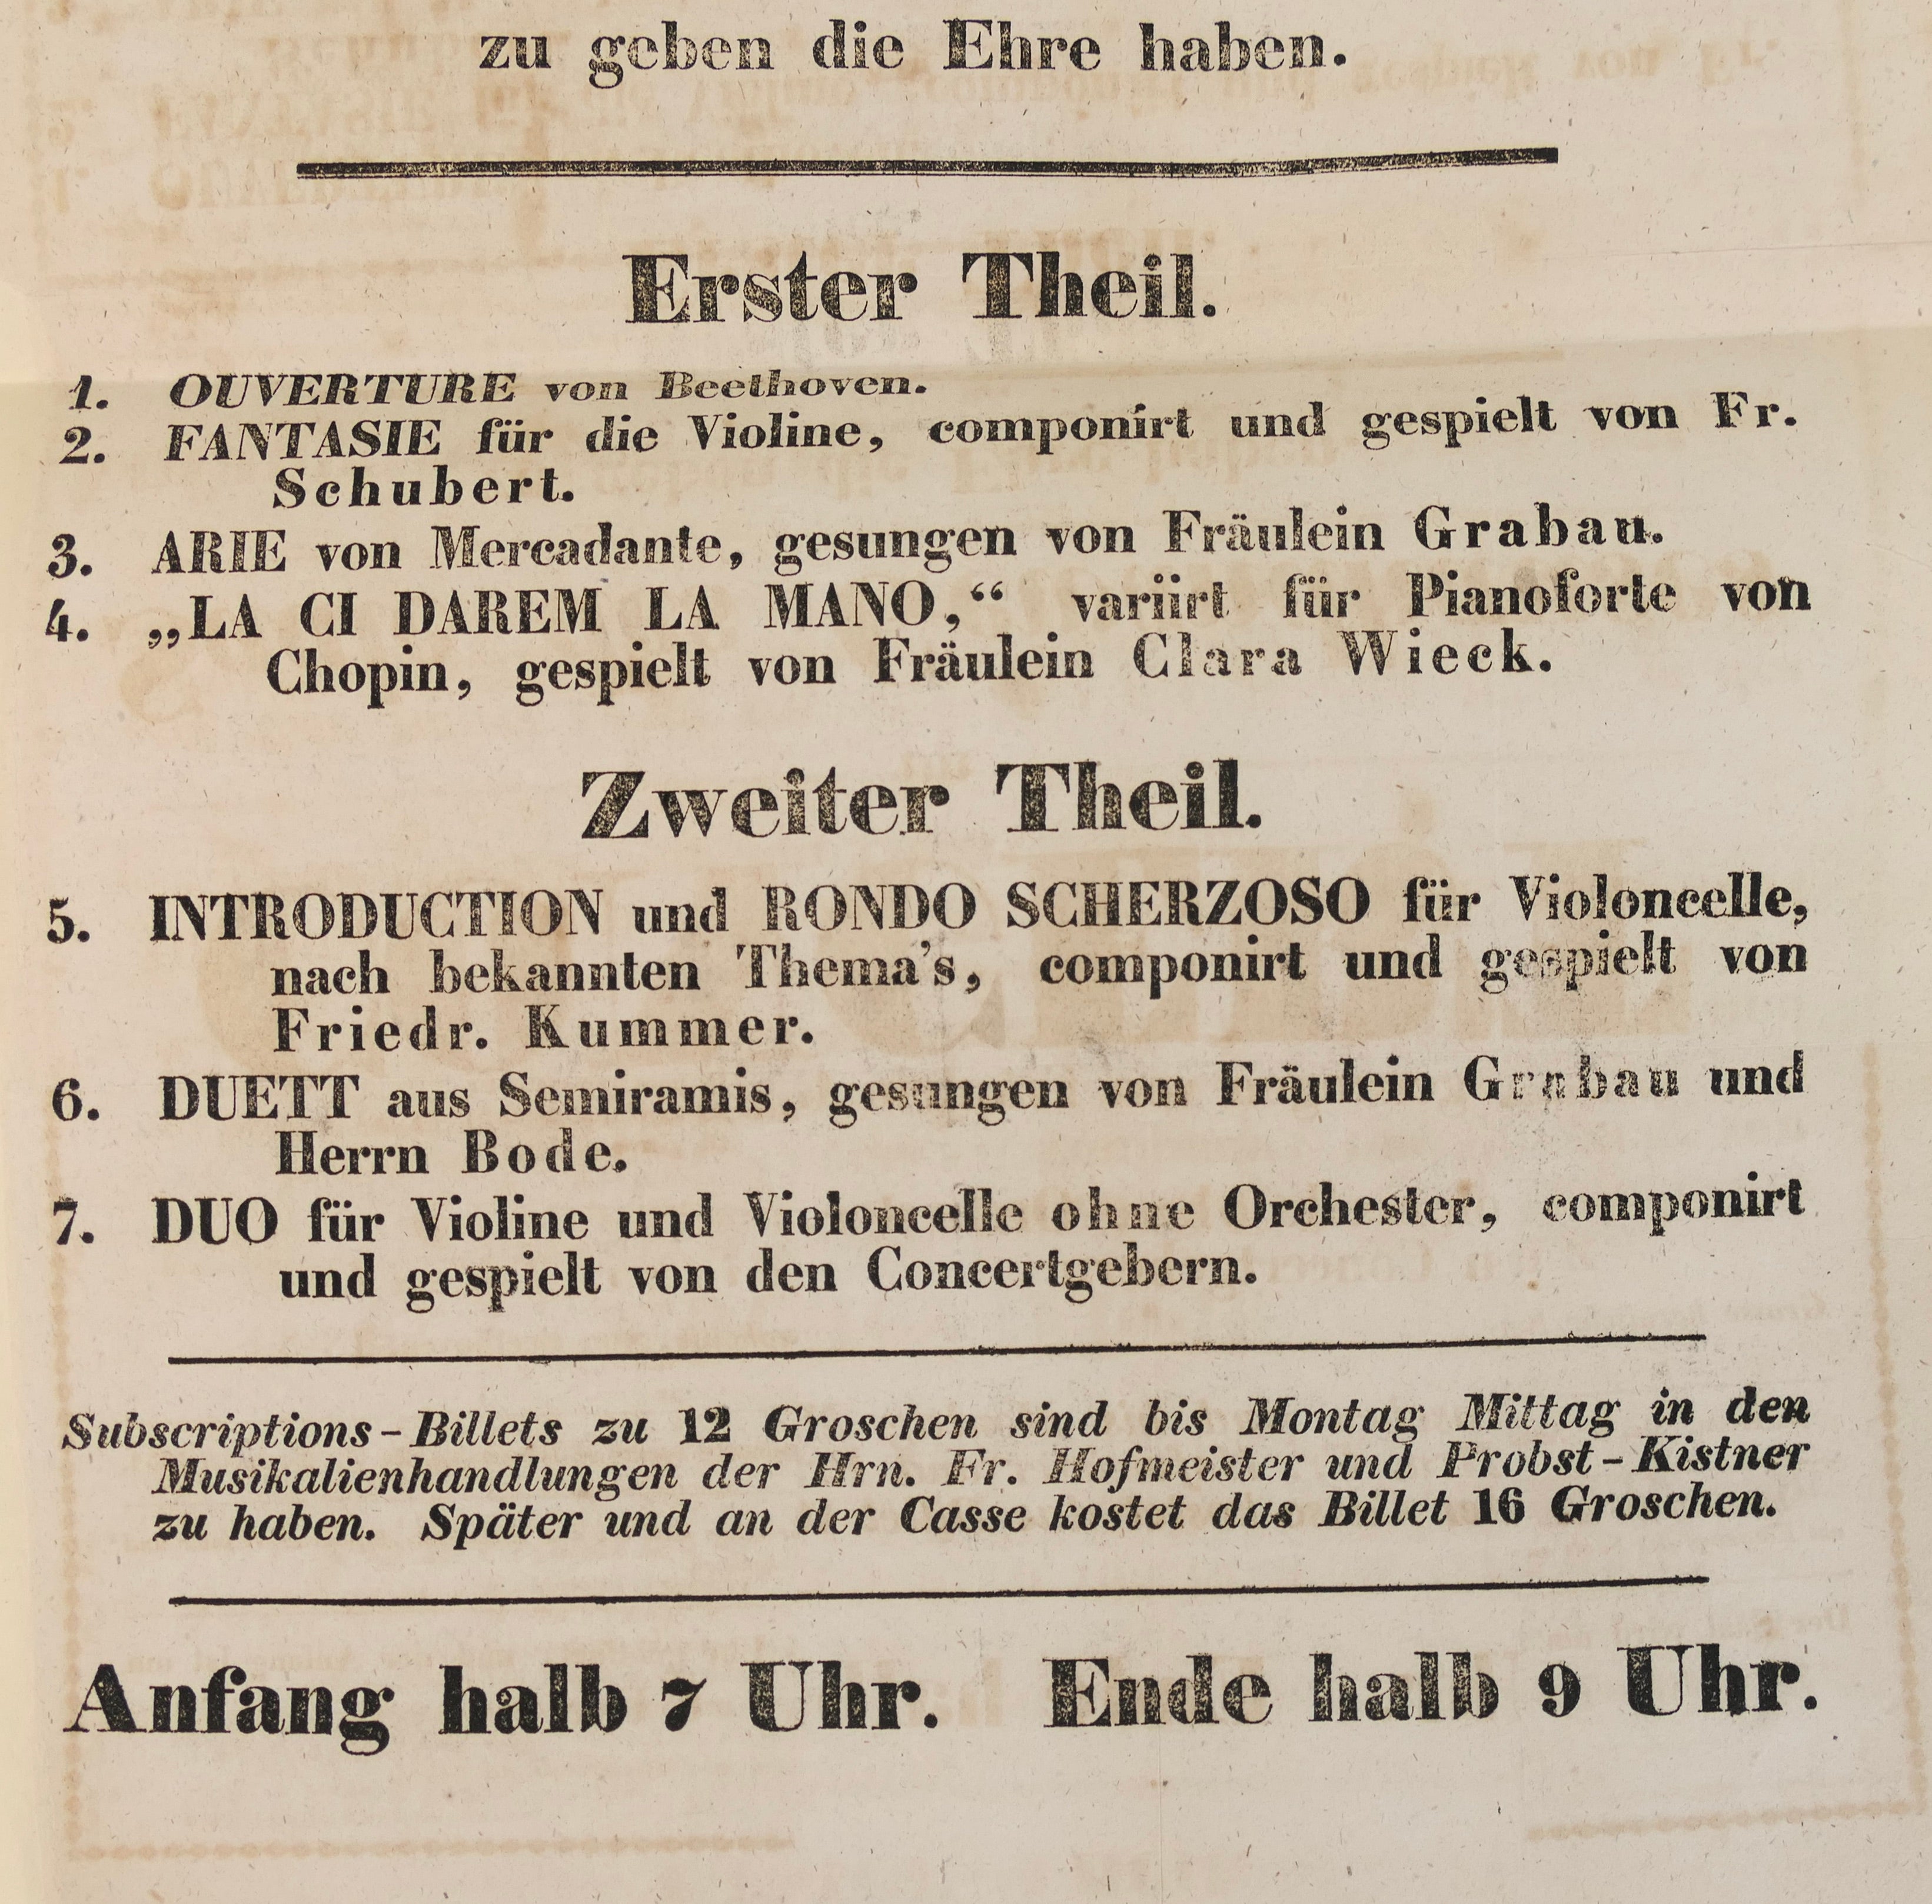 zu geben die Ehre haben.
Erster Theil.
1. OUVERTURE von Beethoven.
2. FANTASIE für die Violine, componirt und gespielt von Fr.
Schubert.
3. ARIE von Mercadante, gesungen von Fräulein Grabau.
4. „LA CI DAREM LA MANO,“ variirt für Pianoforte von
Chopin, gespielt von Fräulein Clara Wieck.
Zweiter Theil.
5. INTRODUCTION und RONDO SCHERZOSO für Violoncelle,
nach bekannten Thema's, componirt und gespielt von
Friedr. Kummer.
6. DUETT aus Semiramis, gesungen von Fräulein Grabau und
Herrn Bode.
7. DUO für Violine und Violoncelle ohne Orchester, componirt
und gespielt von den Concertgebern.
Subscriptions-Billets zu 12 Groschen sind bis Montag Mittag in den
Musikalienhandlungen der Hrn. Fr. Hofmeister und Probst-Kistner
zu haben. Später und an der Casse kostet das Billet 16 Groschen.
Anfang halb 7 Uhr. Ende halb 9 Uhr.